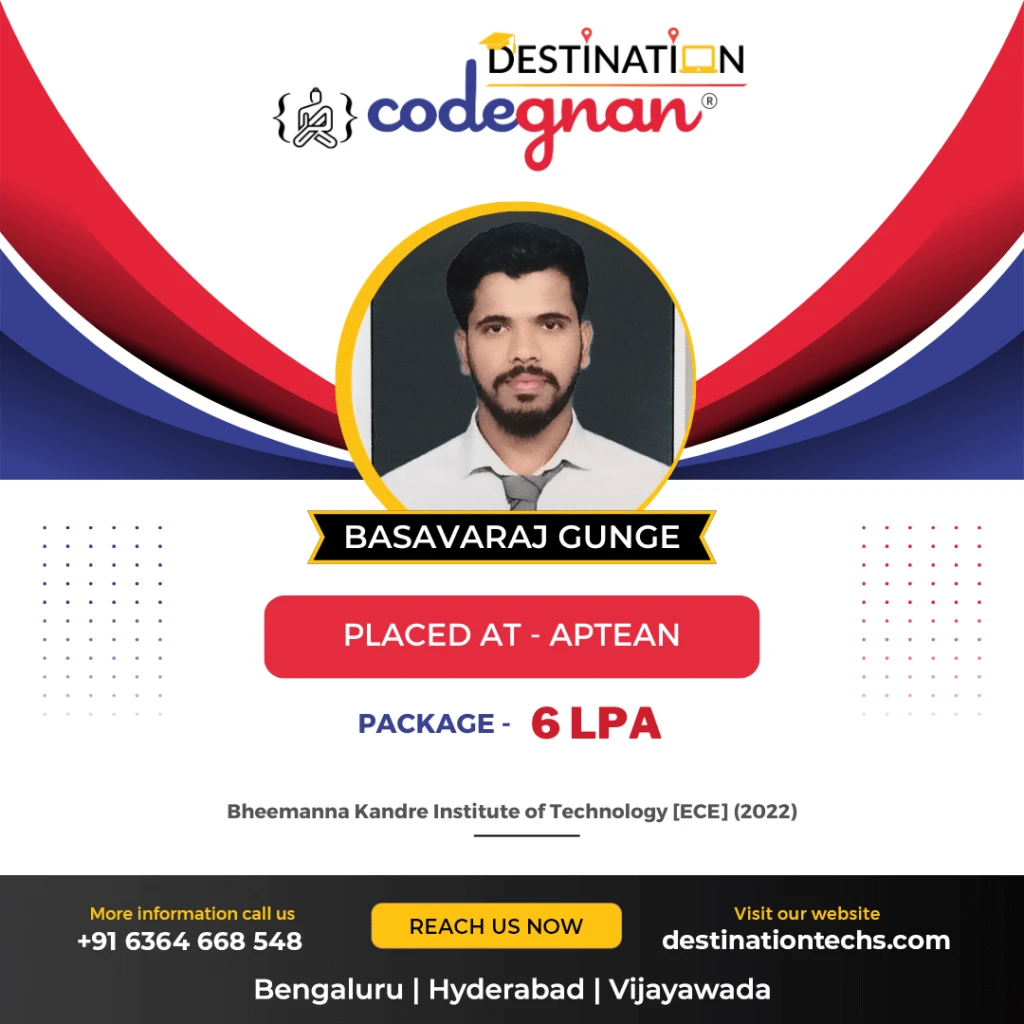 DESTINATION
codegnan®
BASAVARAJ GUNGE
PLACED AT - APTEAN
PACKAGE - 6 LPA
Bheemanna Kandre Institute of Technology [ECE] (2022)
More information call us
+91 6364 668 548
REACH US NOW
Visit our website
destinationtechs.com
Bengaluru | Hyderabad | Vijayawada